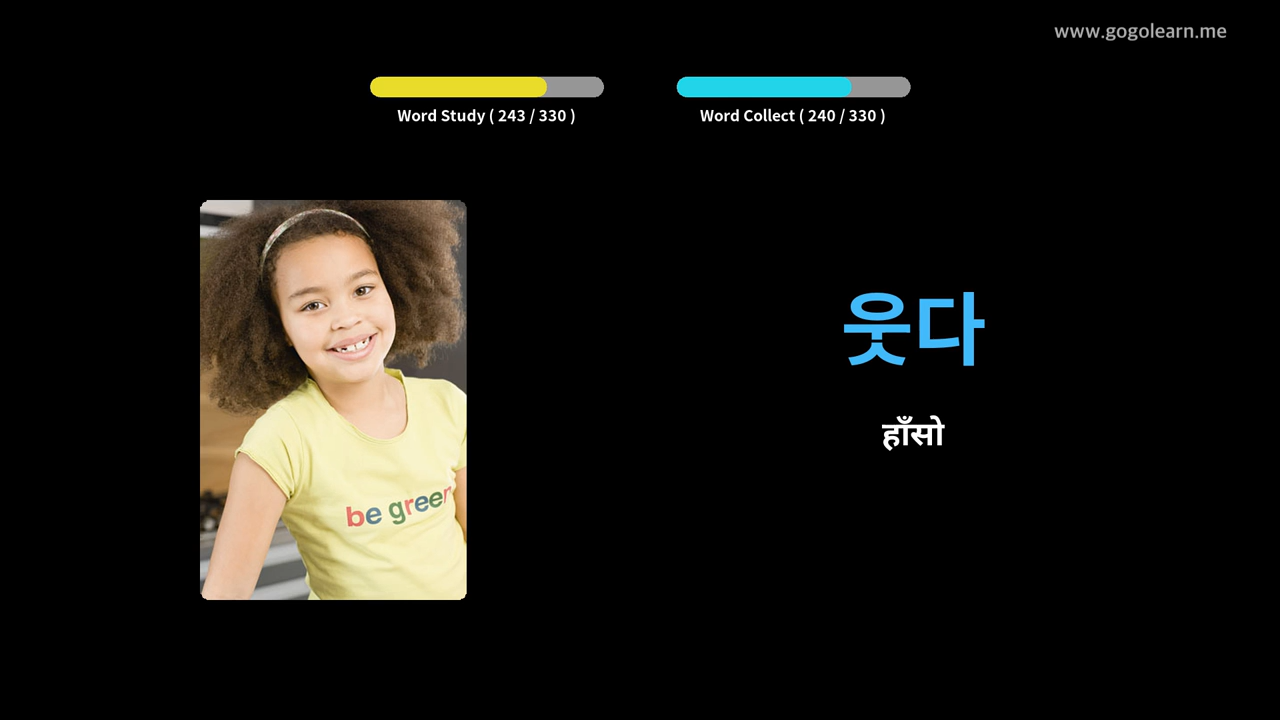 www.gogolearn.me
Word Study ( 243 / 330 )
Word Collect ( 240 / 330 )
웃다
हाँसो
be green